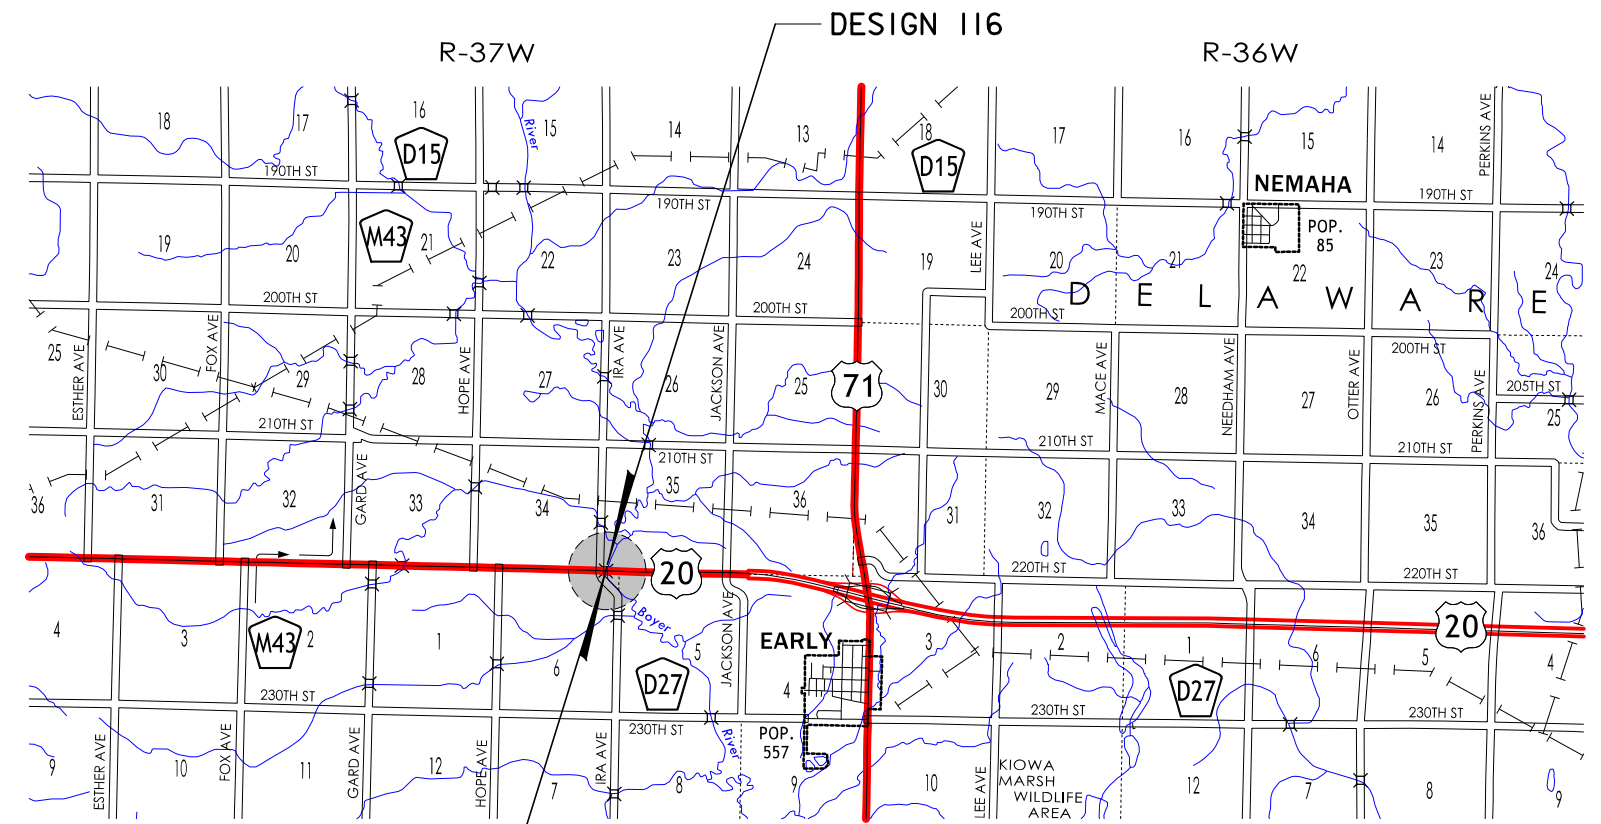 DESIGN 116
R-37W
R-36W
18
17
16
15
14
13
18
17
16
15
14
PERKINS AVE
River
D15
D15
190TH ST
190TH ST
190TH ST
190TH ST
NEMAHA
POP.
85
M43
19
20
21
22
23
24
19
LEE AVE
20
21
22
23
24
DELAWARE
200TH ST
200TH ST
200TH ST
200TH ST
25
ESTHER AVE
30
FOX AVE
29
28
HOPE AVE
27
IRA AVE
26
JACKSON AVE
25
71
30
29
MACE AVE
28
NEEDHAM AVE
27
OTTER AVE
26
PERKINS AVE
205TH ST
25
210TH ST
210TH ST
210TH ST
210TH ST
36
31
32
GARD AVE
33
34
35
36
31
32
33
34
35
36
220TH ST
220TH ST
20
20
4
3
M43
2
1
6
Boyer
5
JACKSON AVE
EARLY
4
3
2
1
6
5
4
D27
D27
230TH ST
230TH ST
230TH ST
230TH ST
POP.
557
9
ESTHER AVE
10
FOX AVE
11
GARD AVE
12
HOPE AVE
7
IRA AVE
8
River
9
10
LEE AVE
KIOWA
MARSH
WILDLIFE
AREA
12
7
8
9